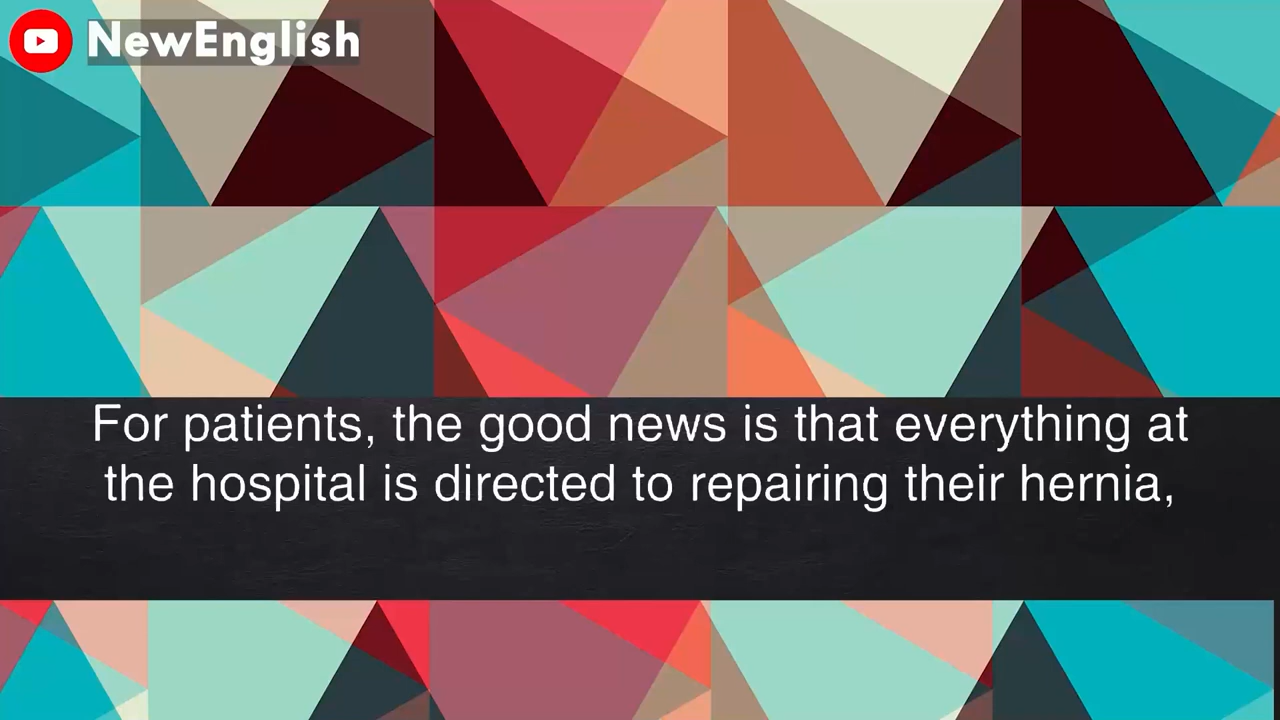 NewEnglish
For patients, the good news is that everything at
the hospital is directed to repairing their hernia,